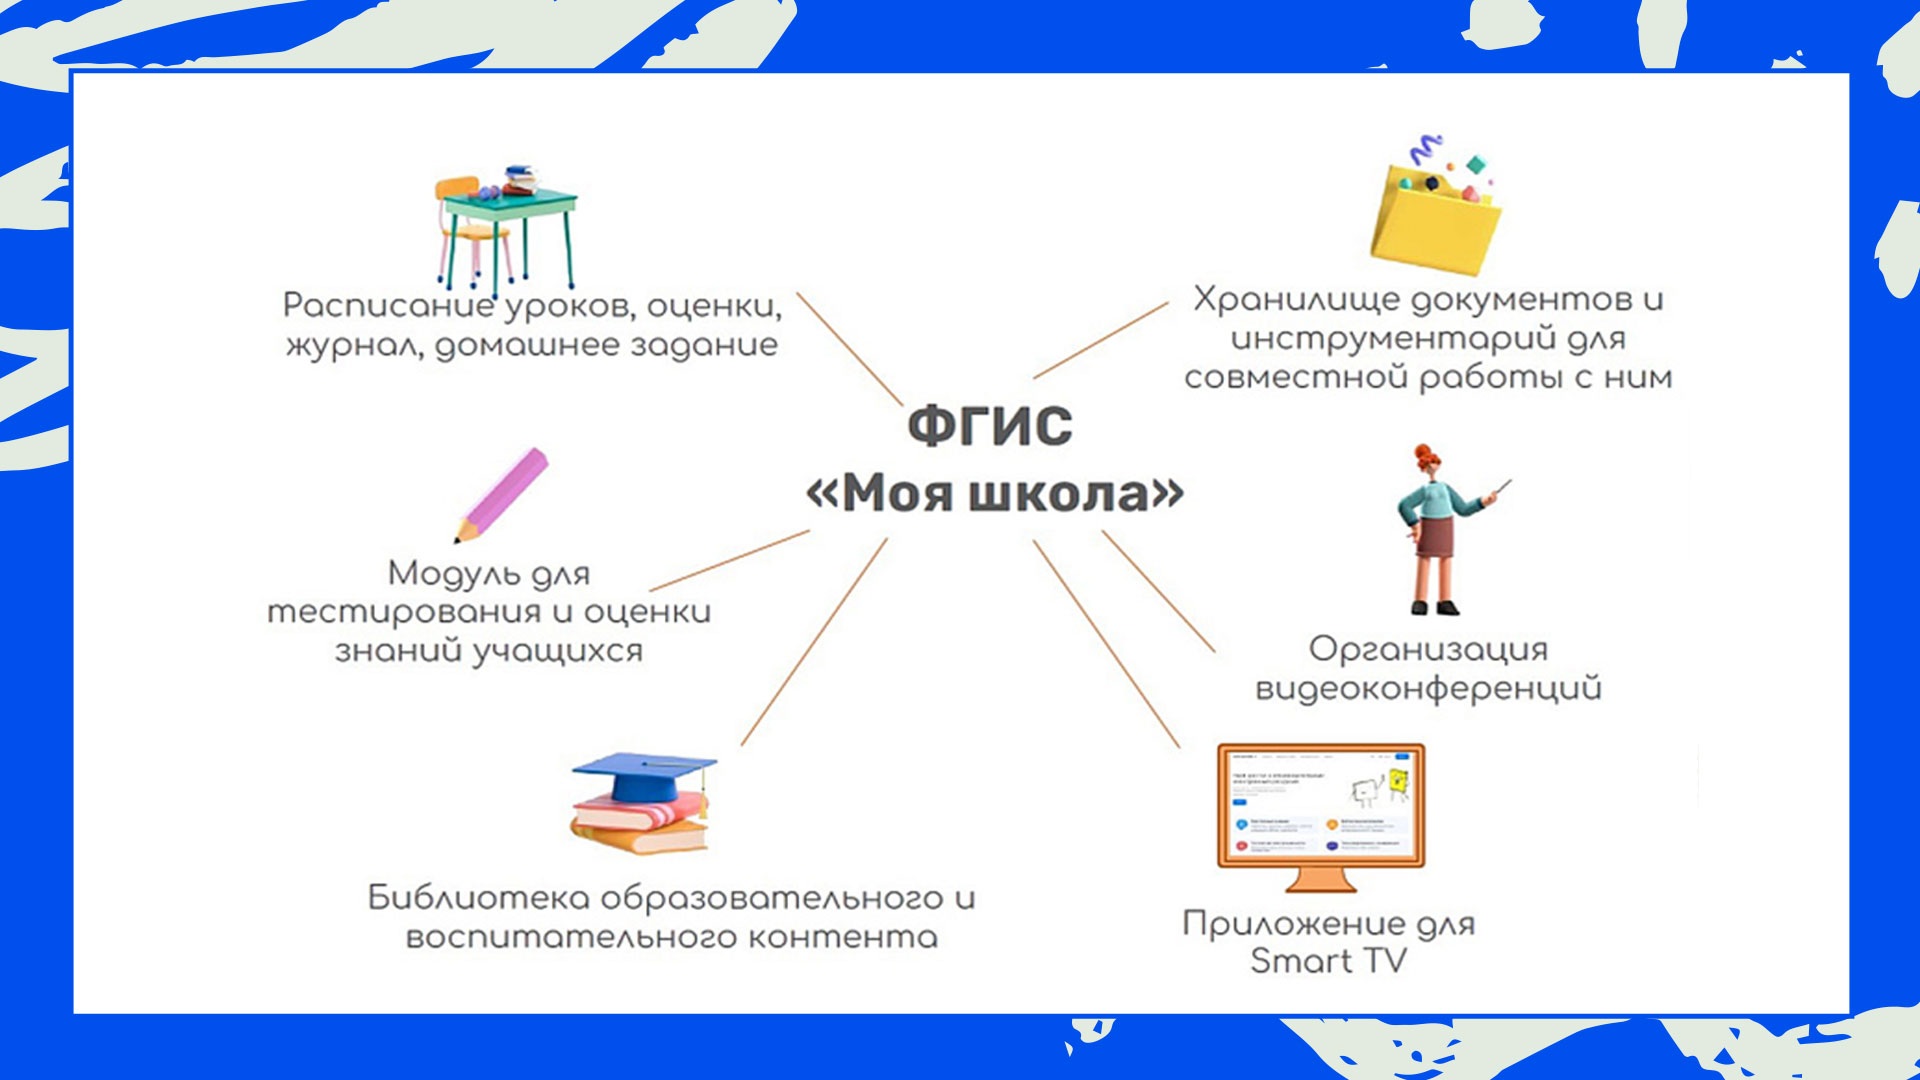 Расписание уроков, оценки,
журнал, домашнее задание
Хранилище документов и
инструментарий для
совместной работы с ним
ФГИС
«Моя школа»
Модуль для
тестирования и оценки
знаний учащихся
Организация
видеоконференций
Библиотека образовательного и
воспитательного контента
Приложение для
Smart TV